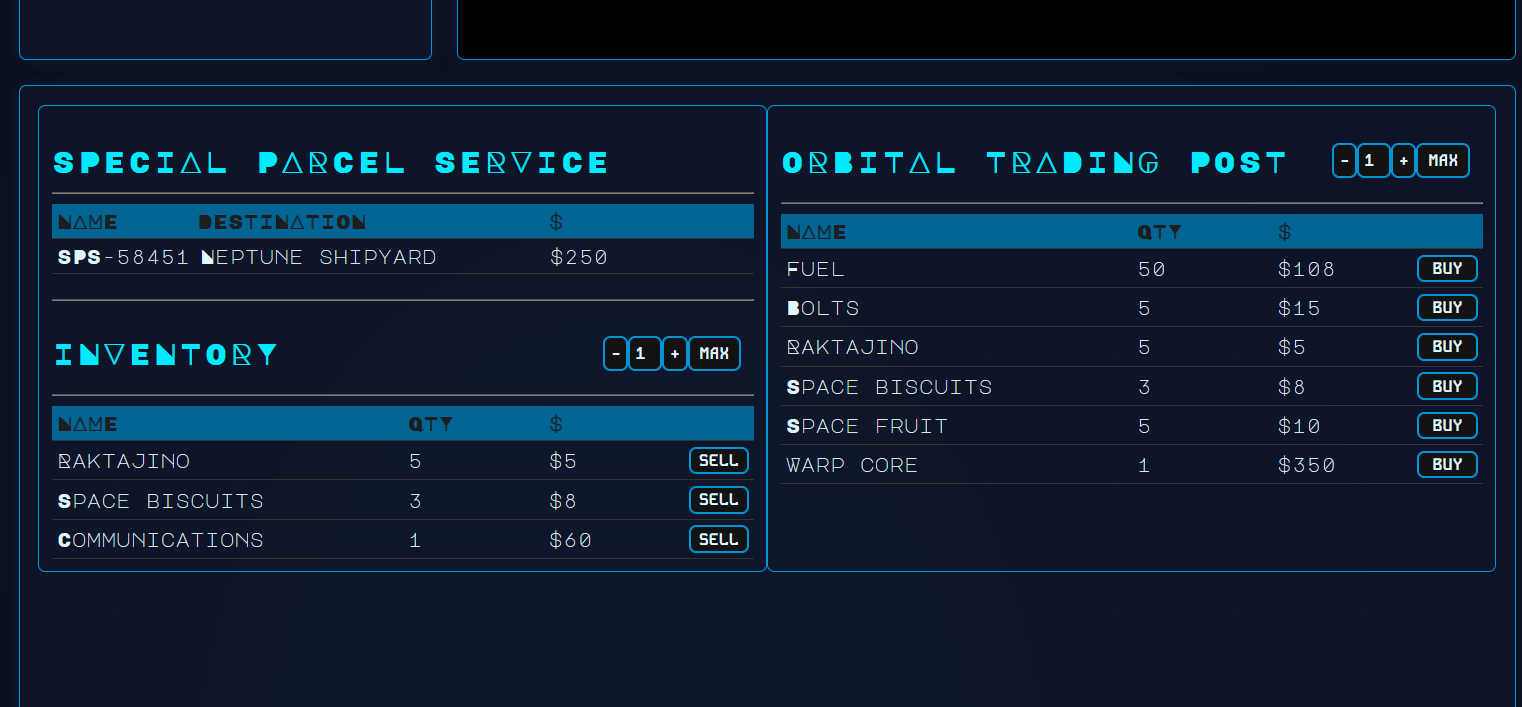 SPECIAL PARCEL SERVICE
NAME DESTINATION $
SPS-58451 NEPTUNE SHIPYARD $250
INVENTORY - 1 + MAX
NAME QTY $
RAKTAJINO 5 $5 SELL
SPACE BISCUITS 3 $8 SELL
COMMUNICATIONS 1 $60 SELL
ORBITAL TRADING POST - 1 + MAX
NAME QTY $
FUEL 50 $108 BUY
BOLTS 5 $15 BUY
RAKTAJINO 5 $5 BUY
SPACE BISCUITS 3 $8 BUY
SPACE FRUIT 5 $10 BUY
WARP CORE 1 $350 BUY